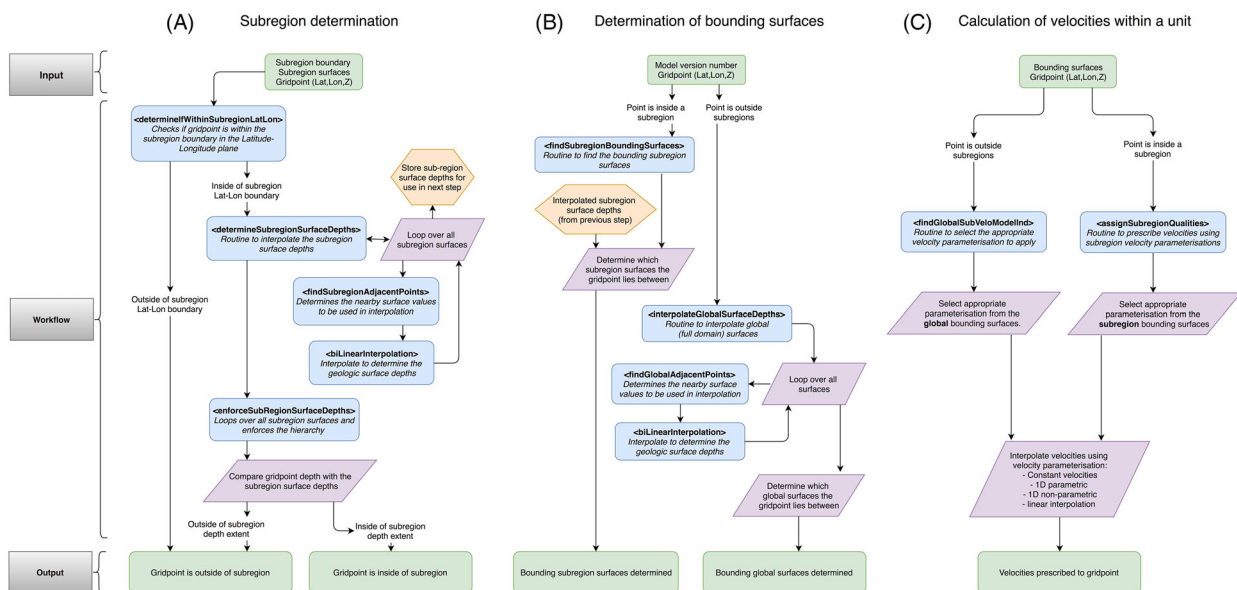 (A) Subregion determination
(B) Determination of bounding surfaces
(C) Calculation of velocities within a unit
Input
Workflow
Output
Subregion boundary
Subregion surfaces
Gridpoint (Lat,Lon,Z)
<determineIfWithinSubregionLatLon>
Checks if gridpoint is within the
subregion boundary in the Latitude-
Longitude plane
Inside of subregion
Lat-Lon boundary
Store sub-region
surface depths for
use in next step
<determineSubregionSurfaceDepths>
Routine to interpolate the subregion
surface depths
Loop over all
subregion surfaces
<findSubregionAdjacentPoints>
Determines the nearby surface values
to be used in interpolation
Outside of subregion
Lat-Lon boundary
<biLinearInterpolation>
Interpolate to determine the
geologic surface depths
<enforceSubRegionSurfaceDepths>
Loops over all subregion surfaces and
enforces the hierarchy
Compare gridpoint depth with the
subregion surface depths
Outside of subregion
depth extent
Inside of subregion
depth extent
Gridpoint is outside of subregion
Gridpoint is inside of subregion
Model version number
Gridpoint (Lat,Lon,Z)
Point is inside a
subregion
Point is outside
subregions
<findSubregionBoundingSurfaces>
Routine to find the bounding subregion
surfaces
Interpolated subregion
surface depths
(from previous step)
Determine which
subregion surfaces the
gridpoint lies between
<interpolateGlobalSurfaceDepths>
Routine to interpolate global
(full domain) surfaces
<findGlobalAdjacentPoints>
Determines the nearby surface
values to be used in interpolation
Loop over all
surfaces
<biLinearInterpolation>
Interpolate to determine the
geologic surface depths
Determine which
global surfaces the
gridpoint lies between
Bounding subregion surfaces determined
Bounding global surfaces determined
Bounding surfaces
Gridpoint (Lat,Lon,Z)
Point is outside
subregions
Point is inside a
subregion
<findGlobalSubVeloModelInd>
Routine to select the appropriate
velocity parameterisation to apply
<assignSubregionQualities>
Routine to prescribe velocities using
subregion velocity parameterisations
Select appropriate
parameterisation from the
global bounding surfaces.
Select appropriate
parameterisation from the
subregion bounding surfaces
Interpolate velocities using
velocity parameterisation:
- Constant velocities
- 1D parametric
- 1D non-parametric
- linear interpolation
Velocities prescribed to gridpoint